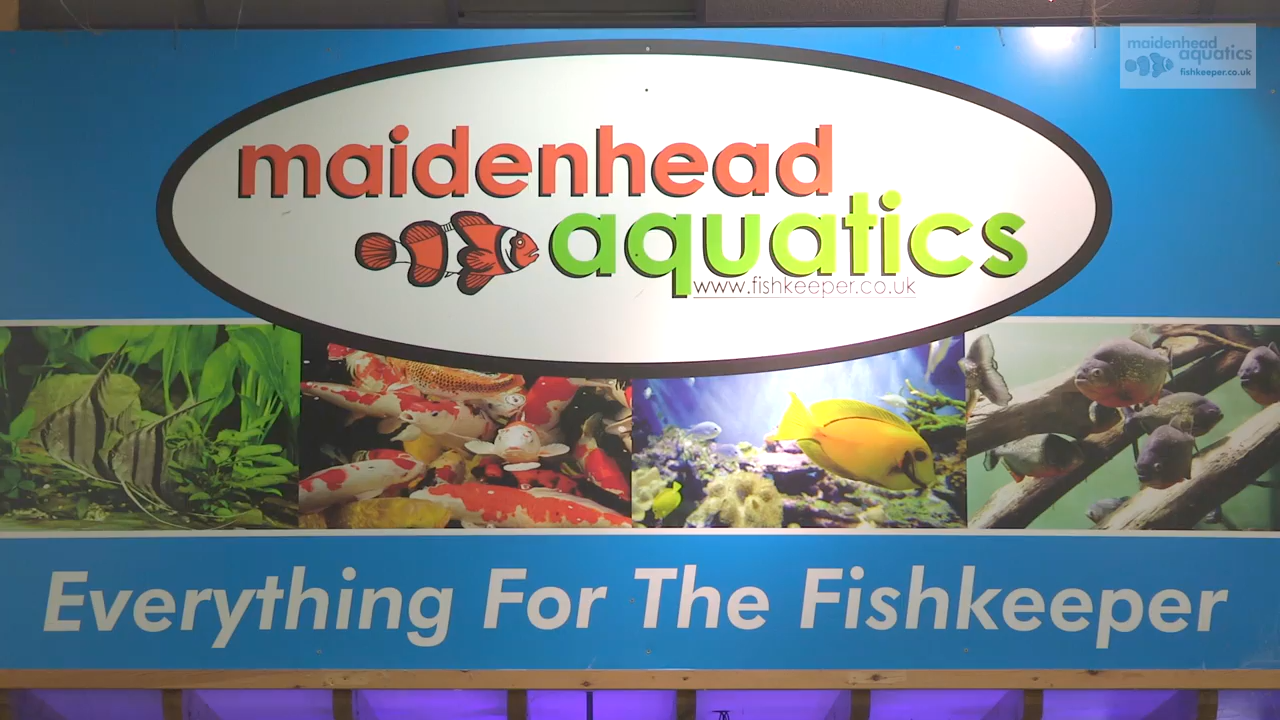 maidenhead
aquatics
fishkeeper.co.uk
maidenhead
aquatics
www.fishkeeper.co.uk
Everything For The Fishkeeper